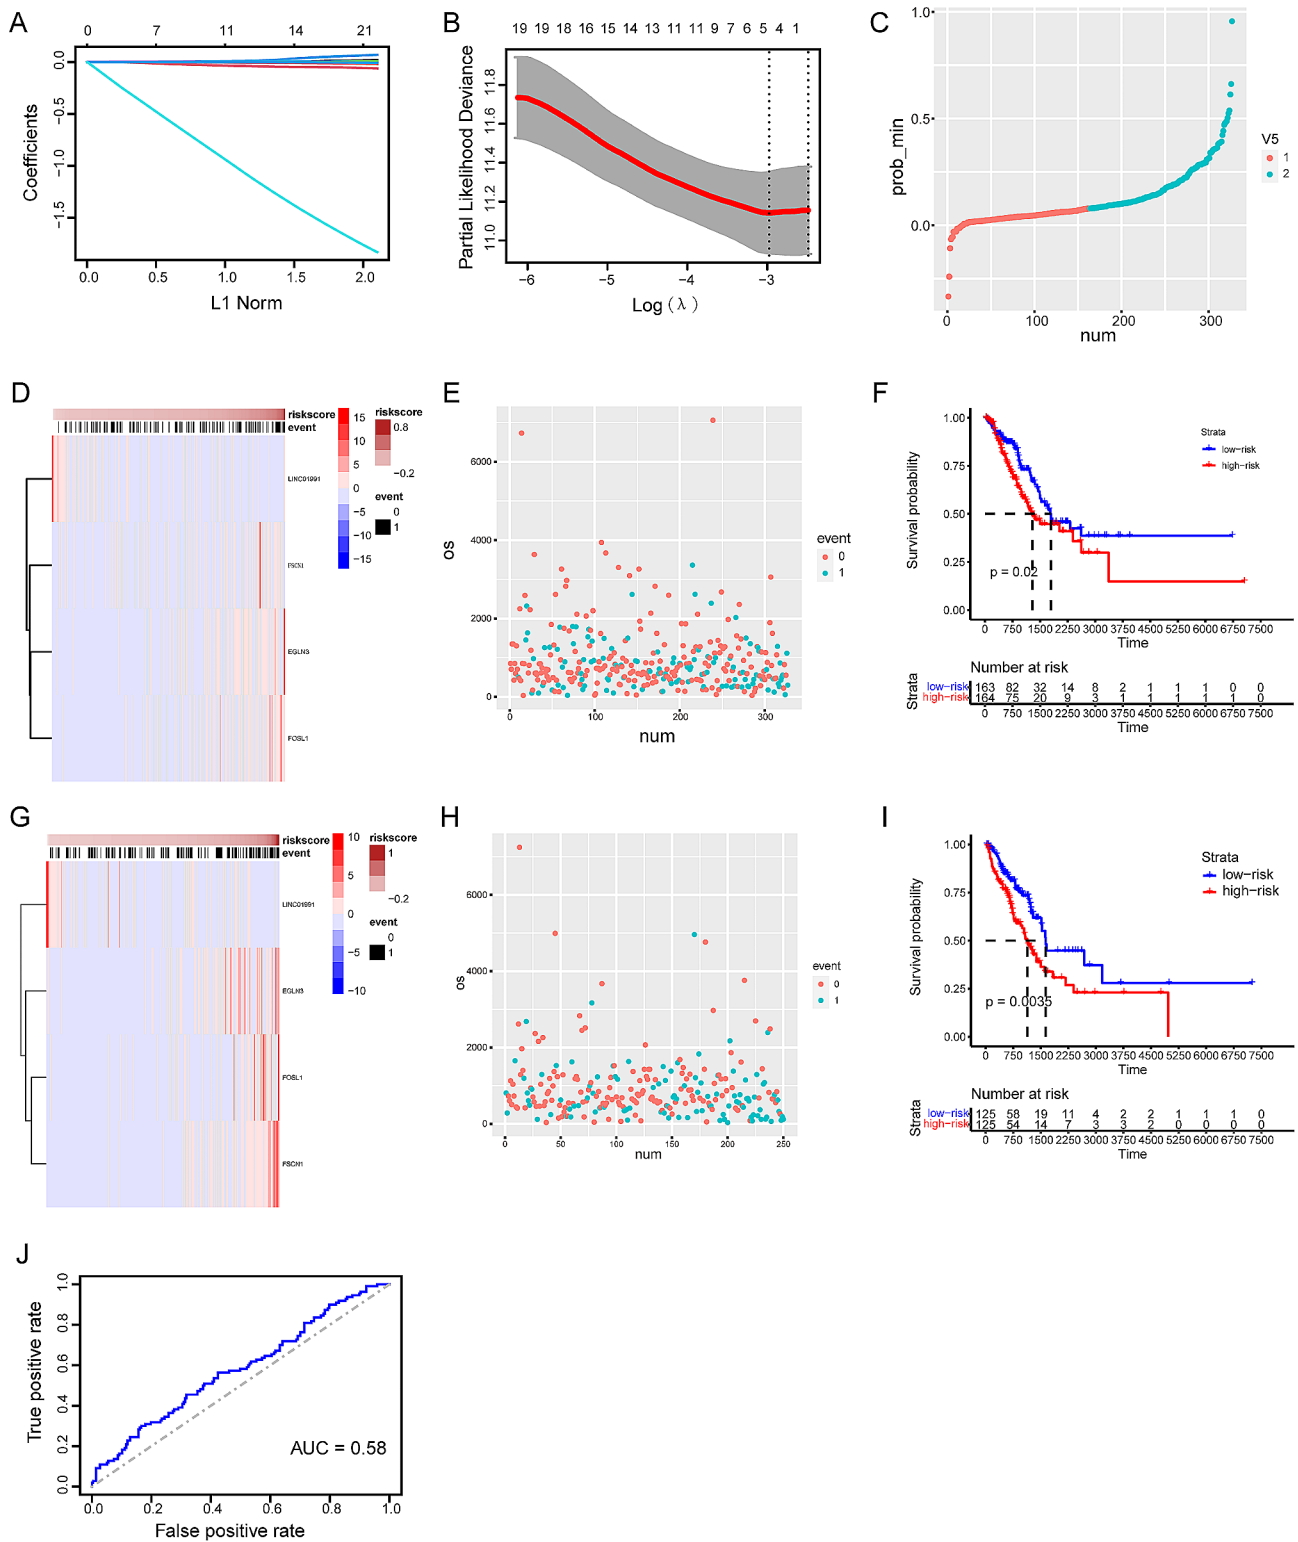 A
0 7 11 14 21
Coefficients
0.0
−0.5
−1.0
−1.5
0.0 0.5 1.0 1.5 2.0
L1 Norm
B
19 19 18 16 15 14 13 11 11 9 7 6 5 4 1
Partial Likelihood Deviance
11.8
11.6
11.4
11.2
11.0
−6 −5 −4 −3
Log (λ)
C
prob_min
1.0
0.5
0.0
0 100 200 300
num
V5
1
2
D
riskscore
event
LINC01991
FSCN1
EGLN3
FOSL1
15
10
5
0
−5
−10
−15
riskscore
0.8
−0.2
event
0
1
E
os
6000
4000
2000
0
0 100 200 300
num
event
0
1
F
Survival probability
1.00
0.75
0.50
0.25
0.00
p = 0.02
Strata
low−risk
high−risk
0 750 1500 2250 3000 3750 4500 5250 6000 6750 7500
Time
Number at risk
Strata
low−risk 163 82 32 14 8 2 1 1 1 0 0
high−risk 164 75 20 9 3 1 1 1 1 1 0
0 750 1500 2250 3000 3750 4500 5250 6000 6750 7500
Time
G
riskscore
event
LINC01991
EGLN3
FOSL1
FSCN1
10
5
0
−5
−10
riskscore
1
−0.2
event
0
1
H
os
6000
4000
2000
0
0 50 100 150 200 250
num
event
0
1
I
Survival probability
1.00
0.75
0.50
0.25
0.00
p = 0.0035
Strata
low−risk
high−risk
0 750 1500 2250 3000 3750 4500 5250 6000 6750 7500
Time
Number at risk
Strata
low−risk 125 58 19 11 4 2 2 1 1 1 0
high−risk 125 54 14 7 3 3 2 0 0 0 0
0 750 1500 2250 3000 3750 4500 5250 6000 6750 7500
Time
J
True positive rate
1.0
0.8
0.6
0.4
0.2
0.0
AUC = 0.58
0.0 0.2 0.4 0.6 0.8 1.0
False positive rate